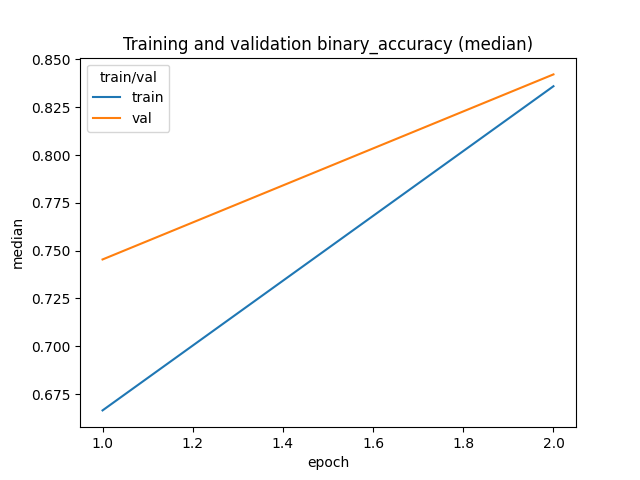 Training and validation binary_accuracy (median)
train/val
train
val
median
0.850
0.825
0.800
0.775
0.750
0.725
0.700
0.675
1.0 1.2 1.4 1.6 1.8 2.0
epoch